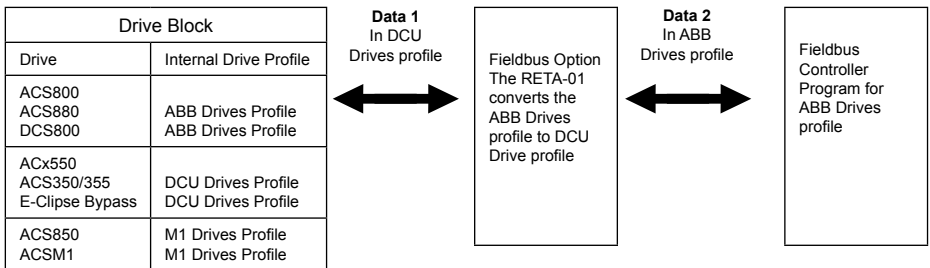 Drive Block
Drive Internal Drive Profile
ACS800
ACS880 ABB Drives Profile
DCS800 ABB Drives Profile
ACx550
ACS350/355 DCU Drives Profile
E-Clipse Bypass DCU Drives Profile
ACS850 M1 Drives Profile
ACSM1 M1 Drives Profile
Data 1
In DCU
Drives profile
Fieldbus Option
The RETA-01
converts the
ABB Drives
profile to DCU
Drive profile
Data 2
In ABB
Drives profile
Fieldbus
Controller
Program for
ABB Drives
profile